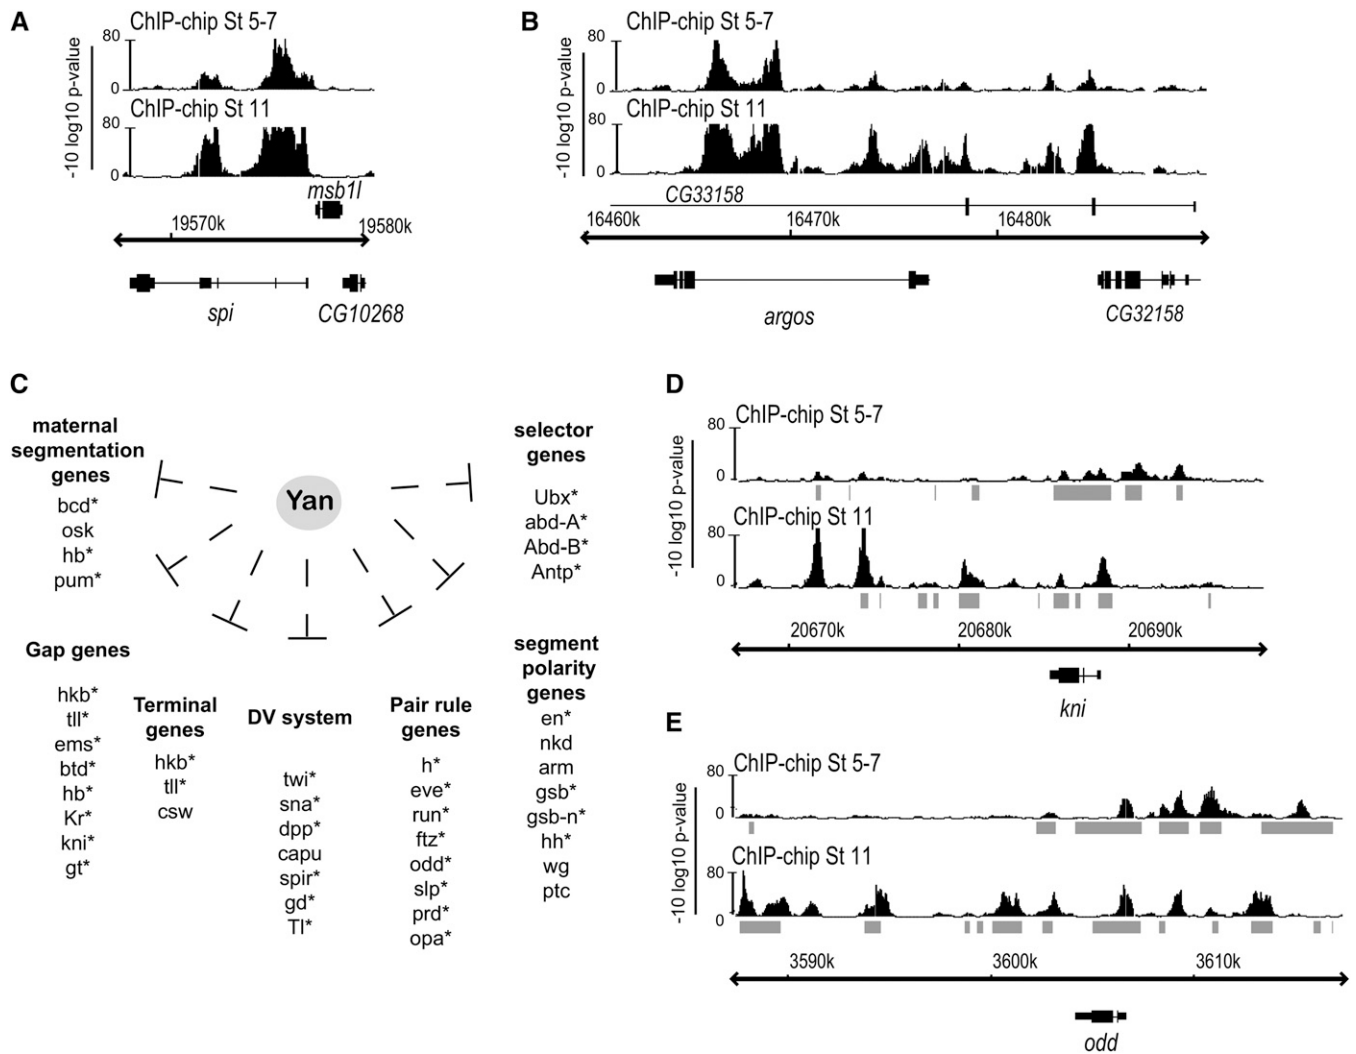 A
ChIP-chip St 5-7
-10 log10 p-value
80
0
ChIP-chip St 11
80
0
msb1l
19570k
19580k
spi
CG10268
B
ChIP-chip St 5-7
-10 log10 p-value
80
0
ChIP-chip St 11
80
0
CG33158
16460k
16470k
16480k
argos
CG32158
C
Yan
maternal
segmentation
genes
bcd*
osk
hb*
pum*
Gap genes
hkb*
tll*
ems*
btd*
hb*
Kr*
kni*
gt*
Terminal
genes
hkb*
tll*
csw
DV system
twi*
sna*
dpp*
capu
spir*
gd*
Tl*
Pair rule
genes
h*
eve*
run*
ftz*
odd*
slp*
prd*
opa*
selector
genes
Ubx*
abd-A*
Abd-B*
Antp*
segment
polarity
genes
en*
nkd
arm
gsb*
gsb-n*
hh*
wg
ptc
D
ChIP-chip St 5-7
-10 log10 p-value
80
0
ChIP-chip St 11
80
0
20670k
20680k
20690k
kni
E
ChIP-chip St 5-7
-10 log10 p-value
80
0
ChIP-chip St 11
80
0
3590k
3600k
3610k
odd